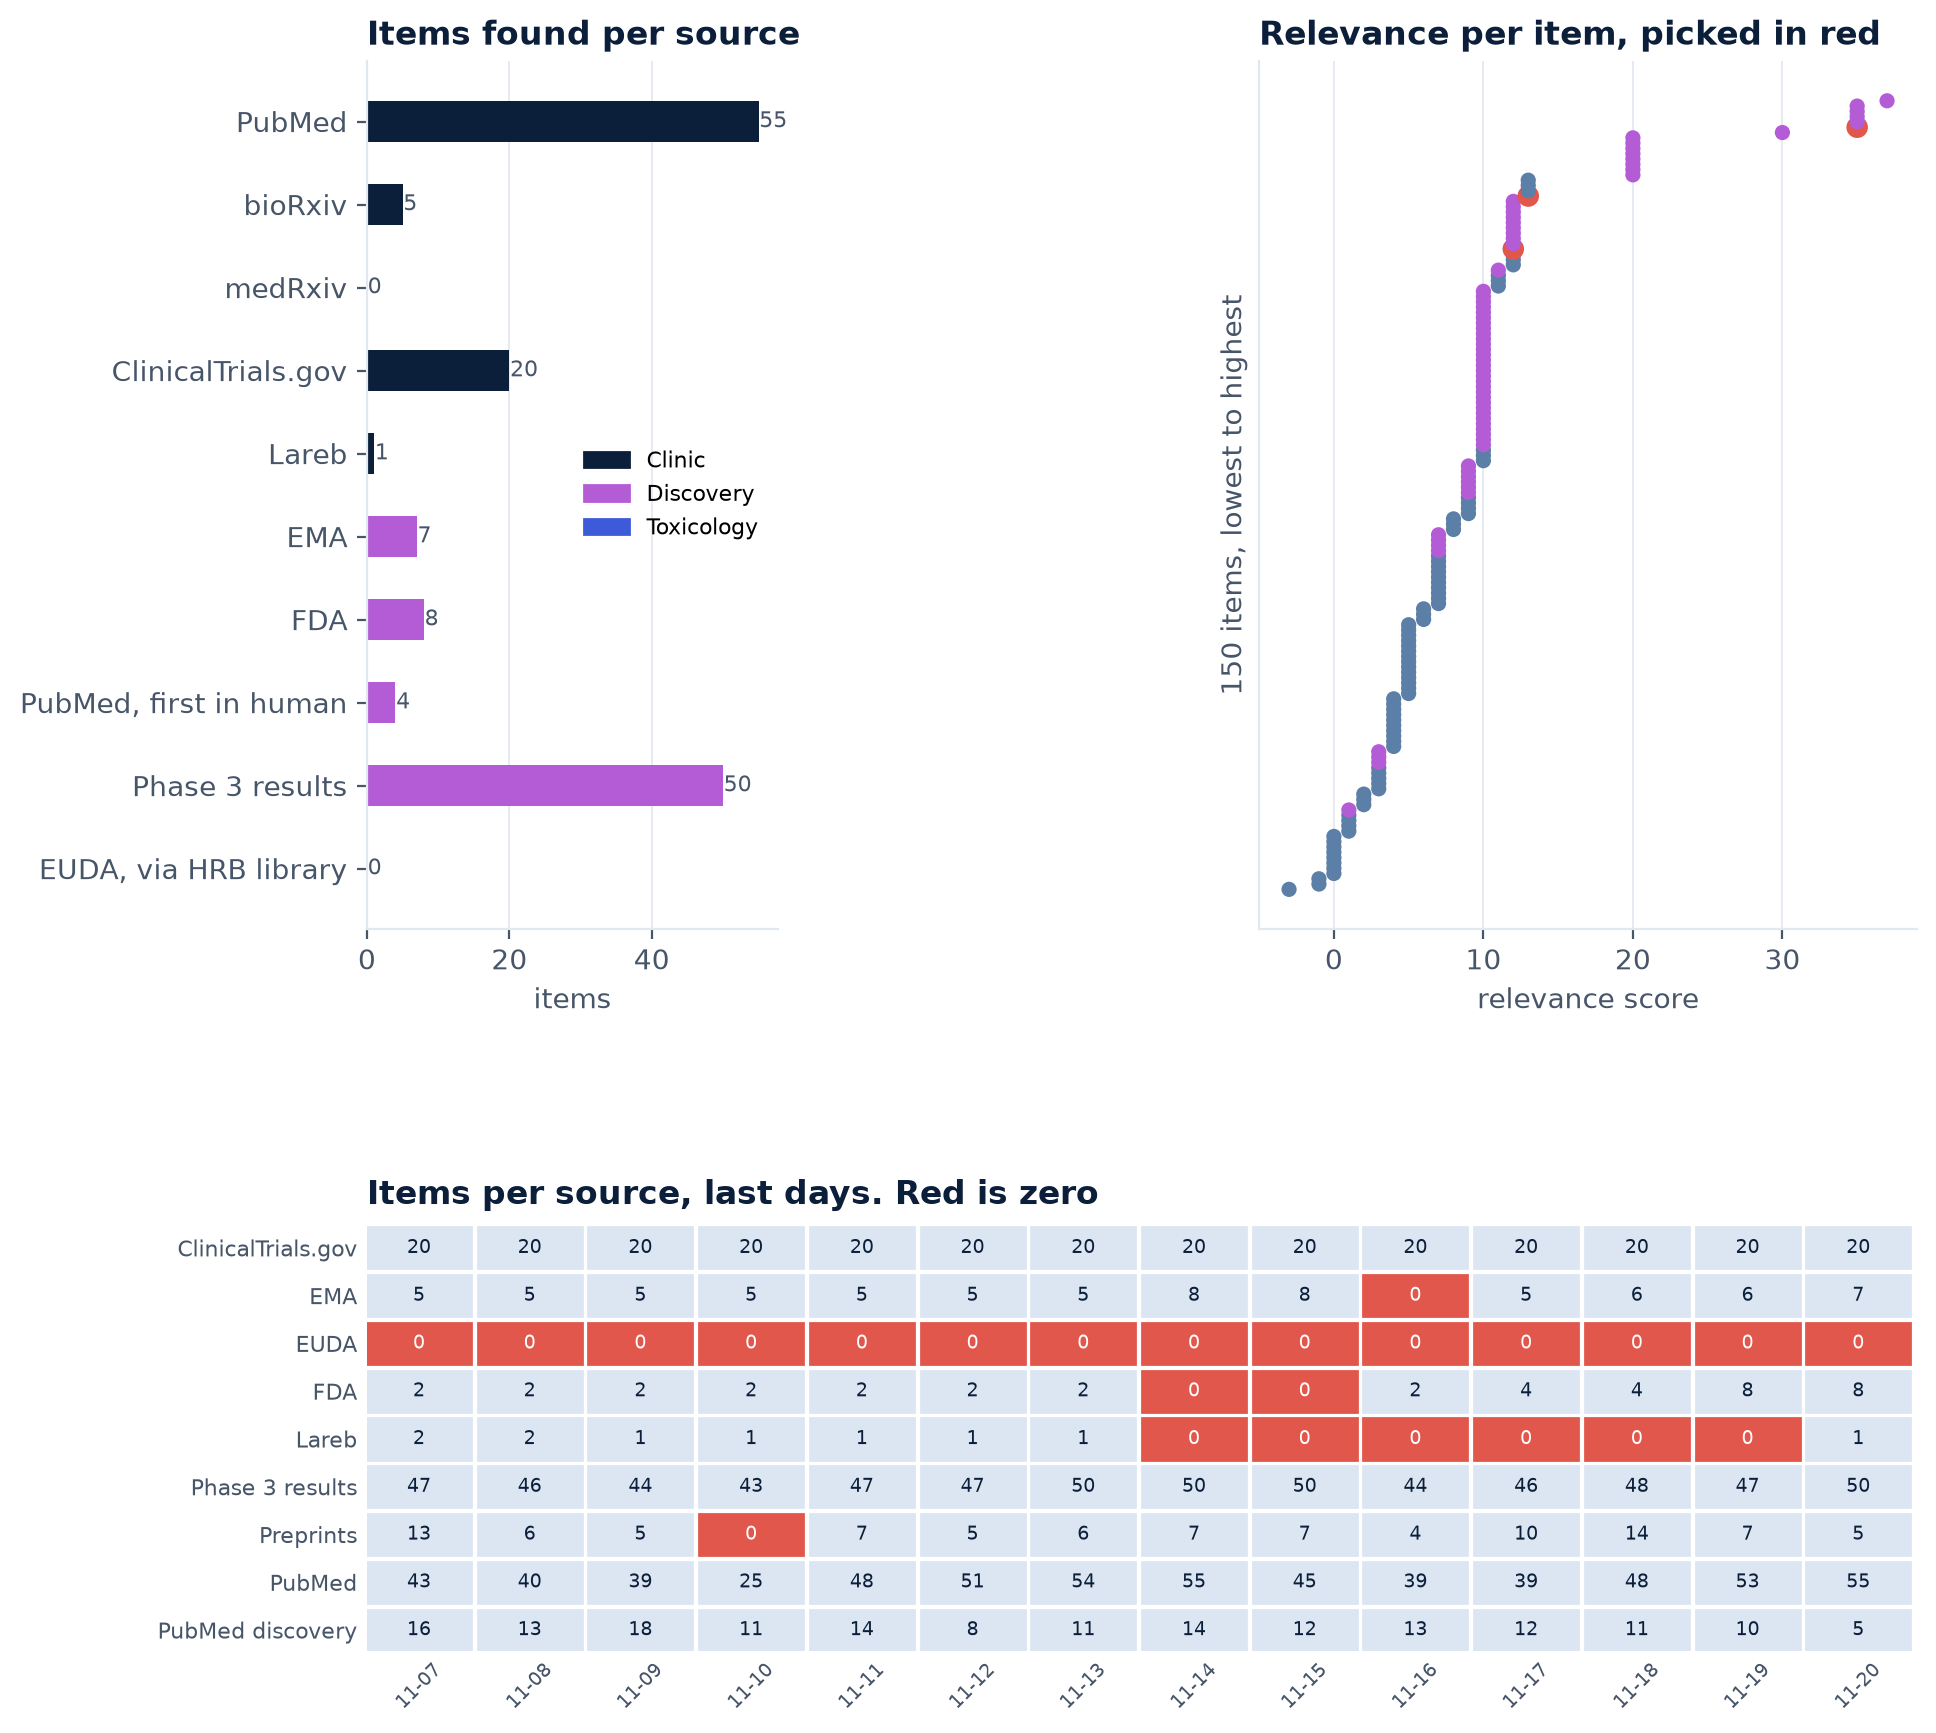 Items found per source
PubMed
55
bioRxiv
5
medRxiv
0
ClinicalTrials.gov
20
Lareb
1
EMA
7
FDA
8
PubMed, first in human
4
Phase 3 results
50
EUDA, via HRB library
0
Clinic
Discovery
Toxicology
0 20 40
items
Relevance per item, picked in red
150 items, lowest to highest
0 10 20 30
relevance score
Items per source, last days. Red is zero
ClinicalTrials.gov 20 20 20 20 20 20 20 20 20 20 20 20 20 20
EMA 5 5 5 5 5 5 5 8 8 0 5 6 6 7
EUDA 0 0 0 0 0 0 0 0 0 0 0 0 0 0
FDA 2 2 2 2 2 2 2 0 0 2 4 4 8 8
Lareb 2 2 1 1 1 1 1 0 0 0 0 0 0 1
Phase 3 results 47 46 44 43 47 47 50 50 50 44 46 48 47 50
Preprints 13 6 5 0 7 5 6 7 7 4 10 14 7 5
PubMed 43 40 39 25 48 51 54 55 45 39 39 48 53 55
PubMed discovery 16 13 18 11 14 8 11 14 12 13 12 11 10 5
11-07 11-08 11-09 11-10 11-11 11-12 11-13 11-14 11-15 11-16 11-17 11-18 11-19 11-20